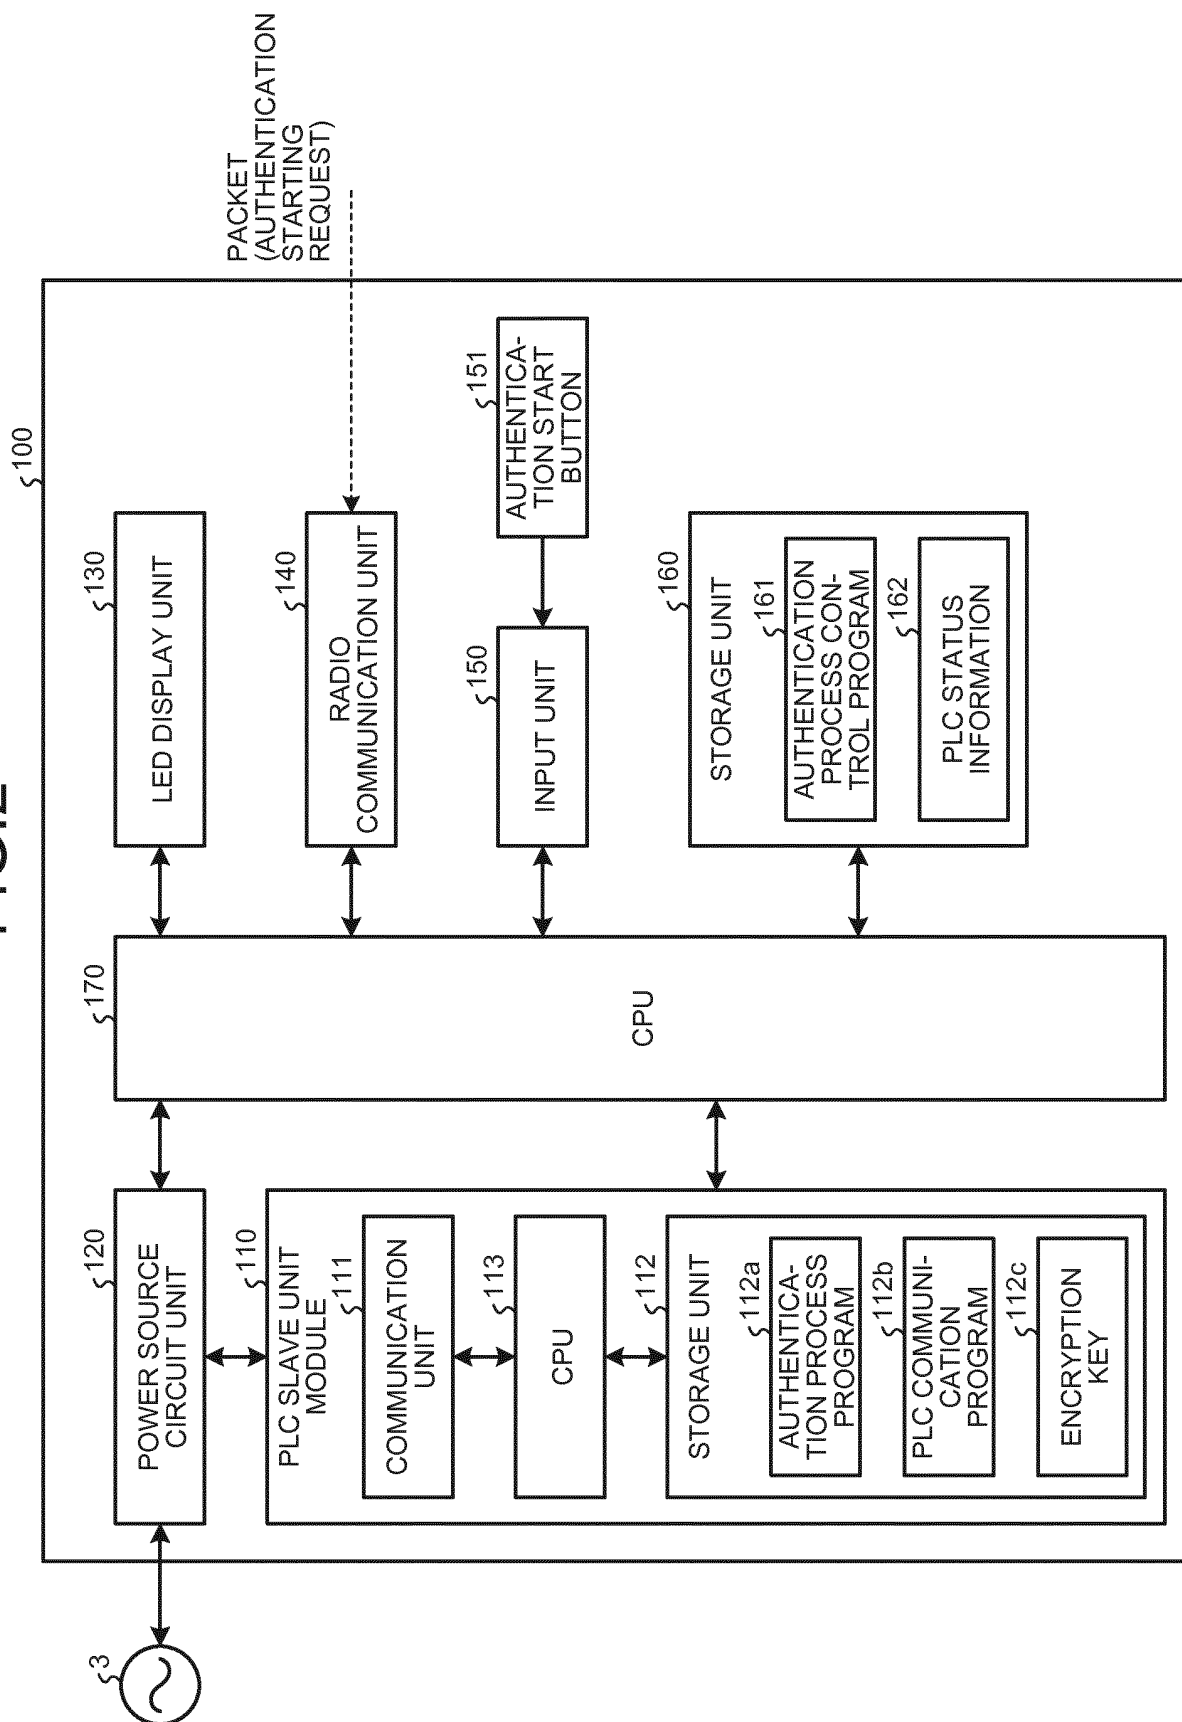 100
3
120
POWER SOURCE
CIRCUIT UNIT
110
PLC SLAVE UNIT
MODULE
111
COMMUNICATION
UNIT
113
CPU
112
STORAGE UNIT
112a
AUTHENTICA-
TION PROCESS
PROGRAM
112b
PLC COMMUNI-
CATION
PROGRAM
112c
ENCRYPTION
KEY
170
CPU
130
LED DISPLAY UNIT
140
RADIO
COMMUNICATION UNIT
PACKET
(AUTHENTICATION
STARTING
REQUEST)
150
INPUT UNIT
151
AUTHENTICA-
TION START
BUTTON
160
STORAGE UNIT
161
AUTHENTICATION
PROCESS CON-
TROL PROGRAM
162
PLC STATUS
INFORMATION